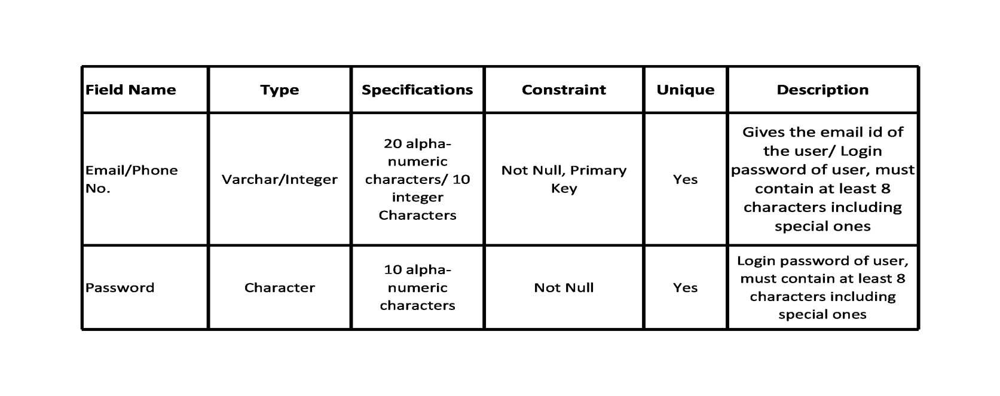 Field Name
Type
Specifications
Constraint
Unique
Description
Email/Phone
No.
Varchar/Integer
20 alpha-
numeric
characters/ 10
integer
Characters
Not Null, Primary
Key
Yes
Gives the email id of
the user/ Login
password of user, must
contain at least 8
characters including
special ones
Password
Character
10 alpha-
numeric
characters
Not Null
Yes
Login password of user,
must contain at least 8
characters including
special ones